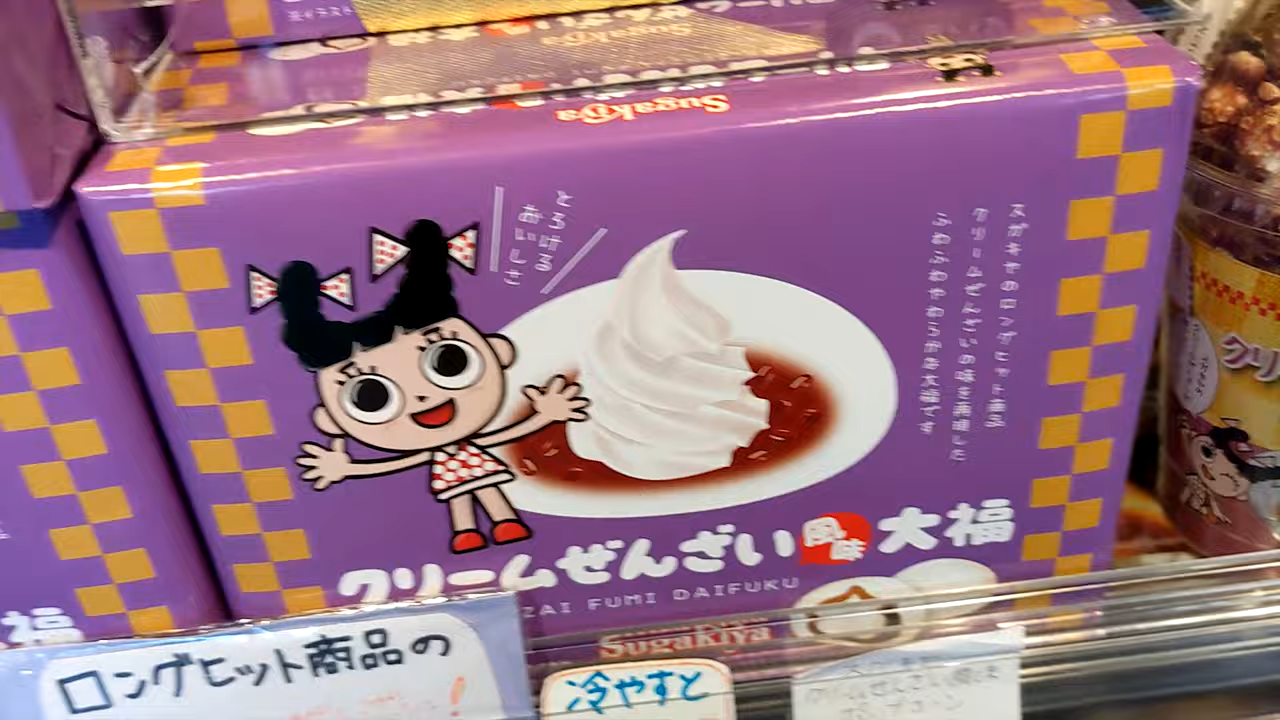 Sugakiya
とろける
おいしさ
スガキヤのロングヒット商品
クリームぜんざいの味を再現した
ふわふわやわらかな大福です
クリームぜんざい風味大福
ZAI FUMI DAIFUKU
Sugakiya
ロングヒット商品の
冷やすと
クリ
福